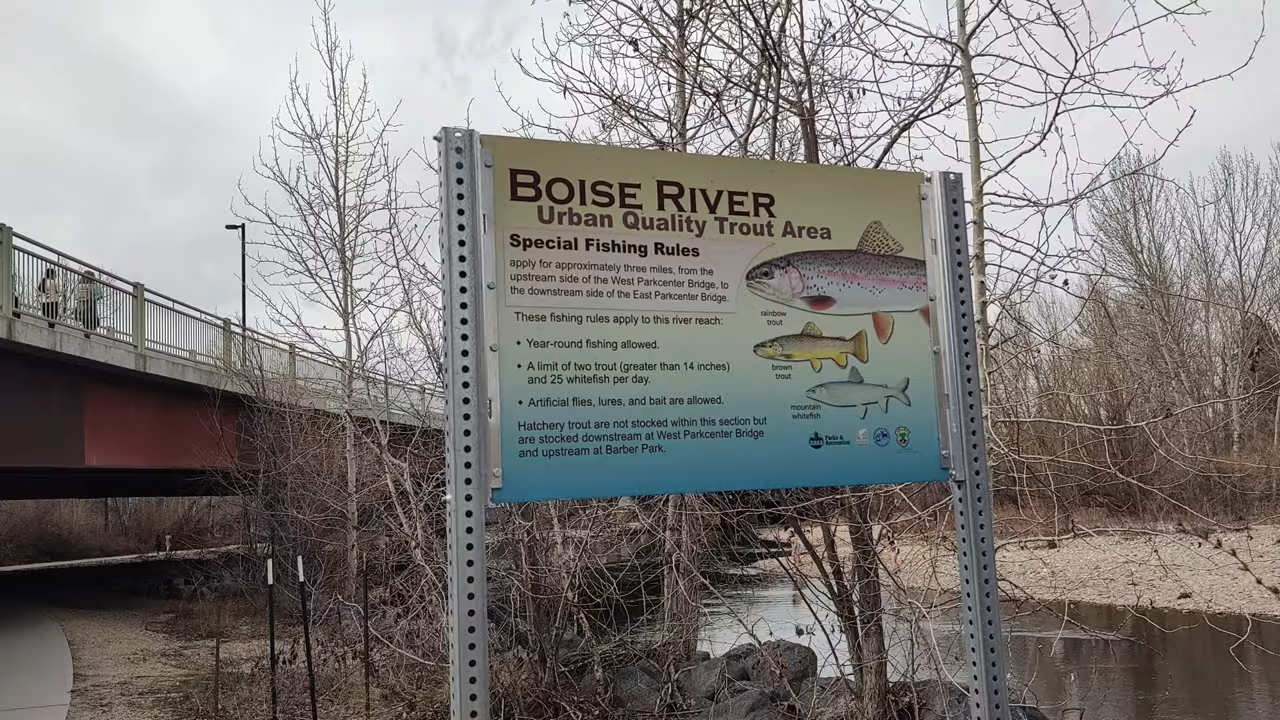 BOISE RIVER
Urban Quality Trout Area
Special Fishing Rules
apply for approximately three miles, from the
upstream side of the West Parkcenter Bridge, to
the downstream side of the East Parkcenter Bridge.
These fishing rules apply to this river reach:
• Year-round fishing allowed.
• A limit of two trout (greater than 14 inches)
and 25 whitefish per day.
• Artificial flies, lures, and bait are allowed.
Hatchery trout are not stocked within this section but
are stocked downstream at West Parkcenter Bridge
and upstream at Barber Park.
rainbow
trout
brown
trout
mountain
whitefish
Parks &
Recreation